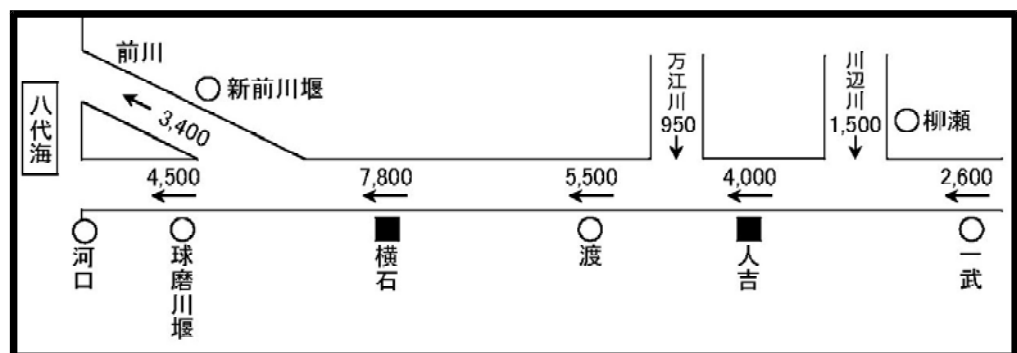 前川
新前川堰
八代海
3,400
万江川
950
川辺川
1,500
柳瀬
4,500
7,800
5,500
4,000
2,600
河口
球磨川堰
横石
渡
人吉
一武